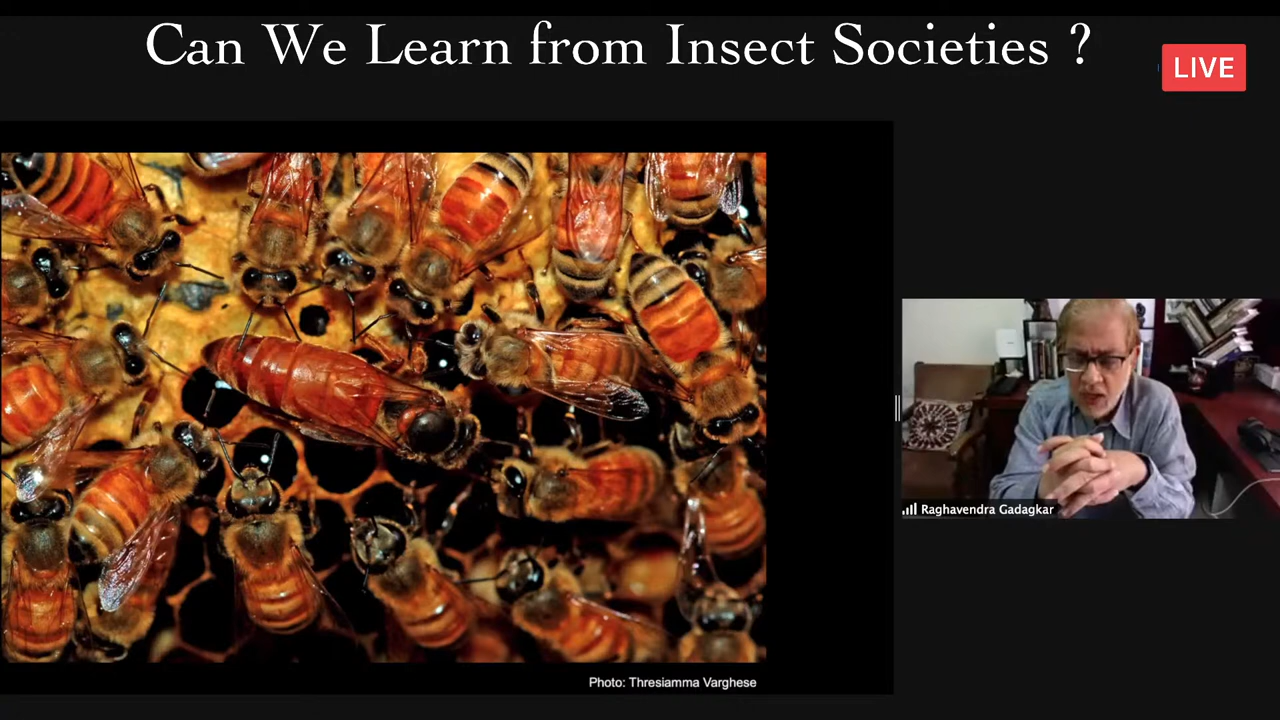 Can We Learn from Insect Societies ?
LIVE
Raghavendra Gadagkar
Photo: Thresiamma Varghese